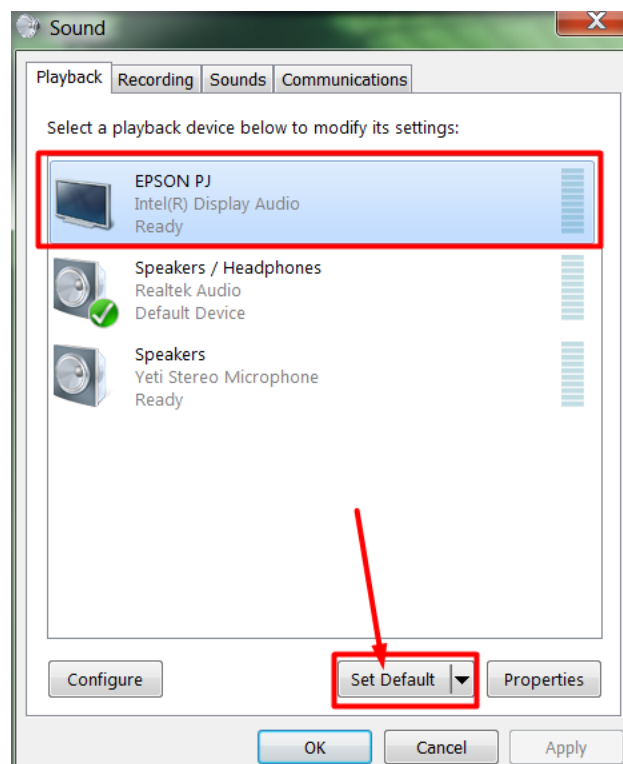 Sound
Playback Recording Sounds Communications
Select a playback device below to modify its settings:
EPSON PJ
Intel(R) Display Audio
Ready
Speakers / Headphones
Realtek Audio
Default Device
Speakers
Yeti Stereo Microphone
Ready
Configure Set Default Properties
OK Cancel Apply